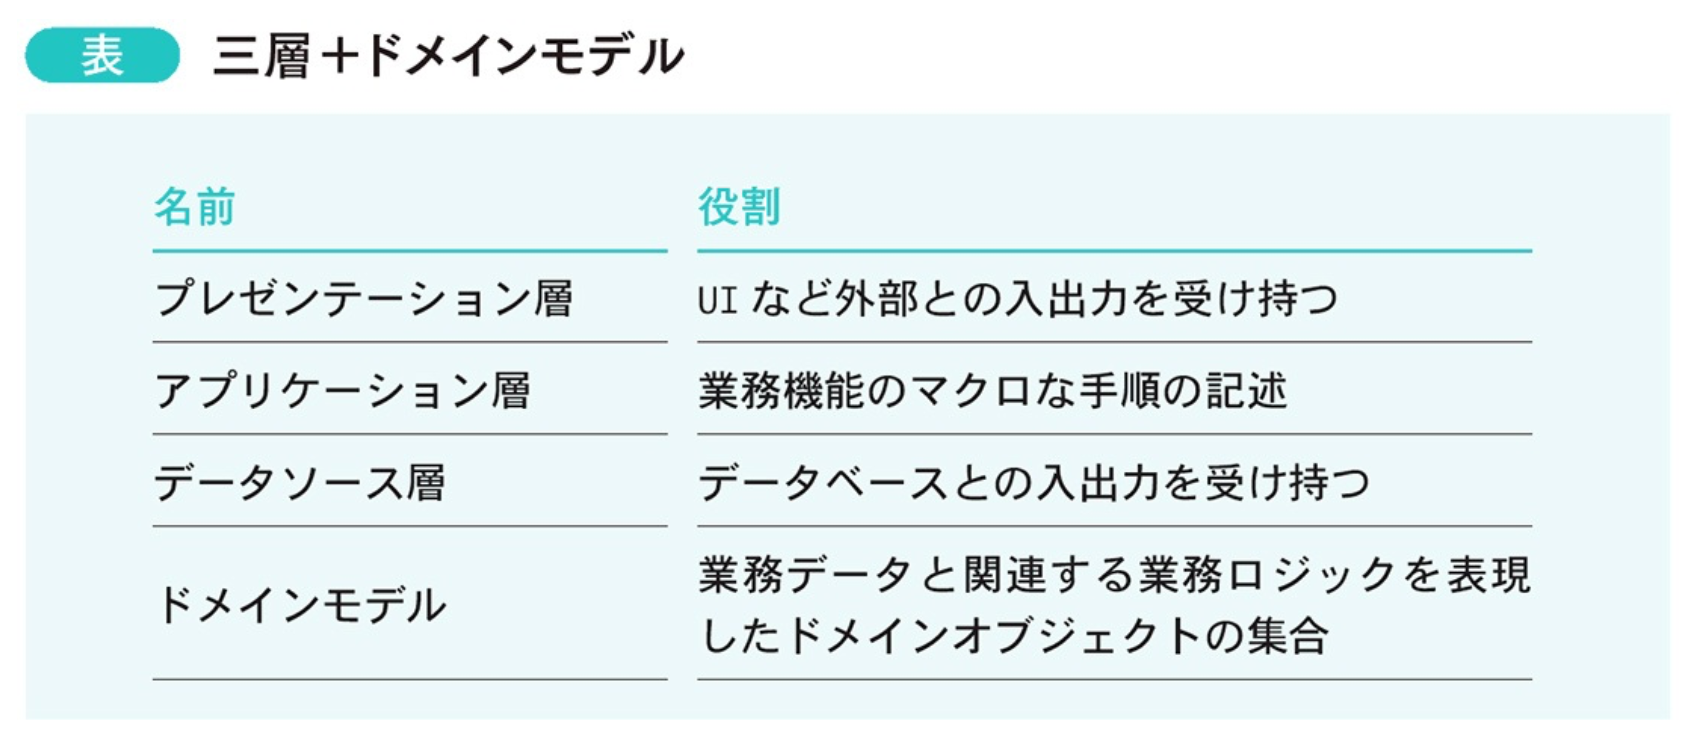 表 三層+ドメインモデル
名前 役割
プレゼンテーション層 UI など外部との入出力を受け持つ
アプリケーション層 業務機能のマクロな手順の記述
データソース層 データベースとの入出力を受け持つ
ドメインモデル 業務データと関連する業務ロジックを表現
したドメインオブジェクトの集合